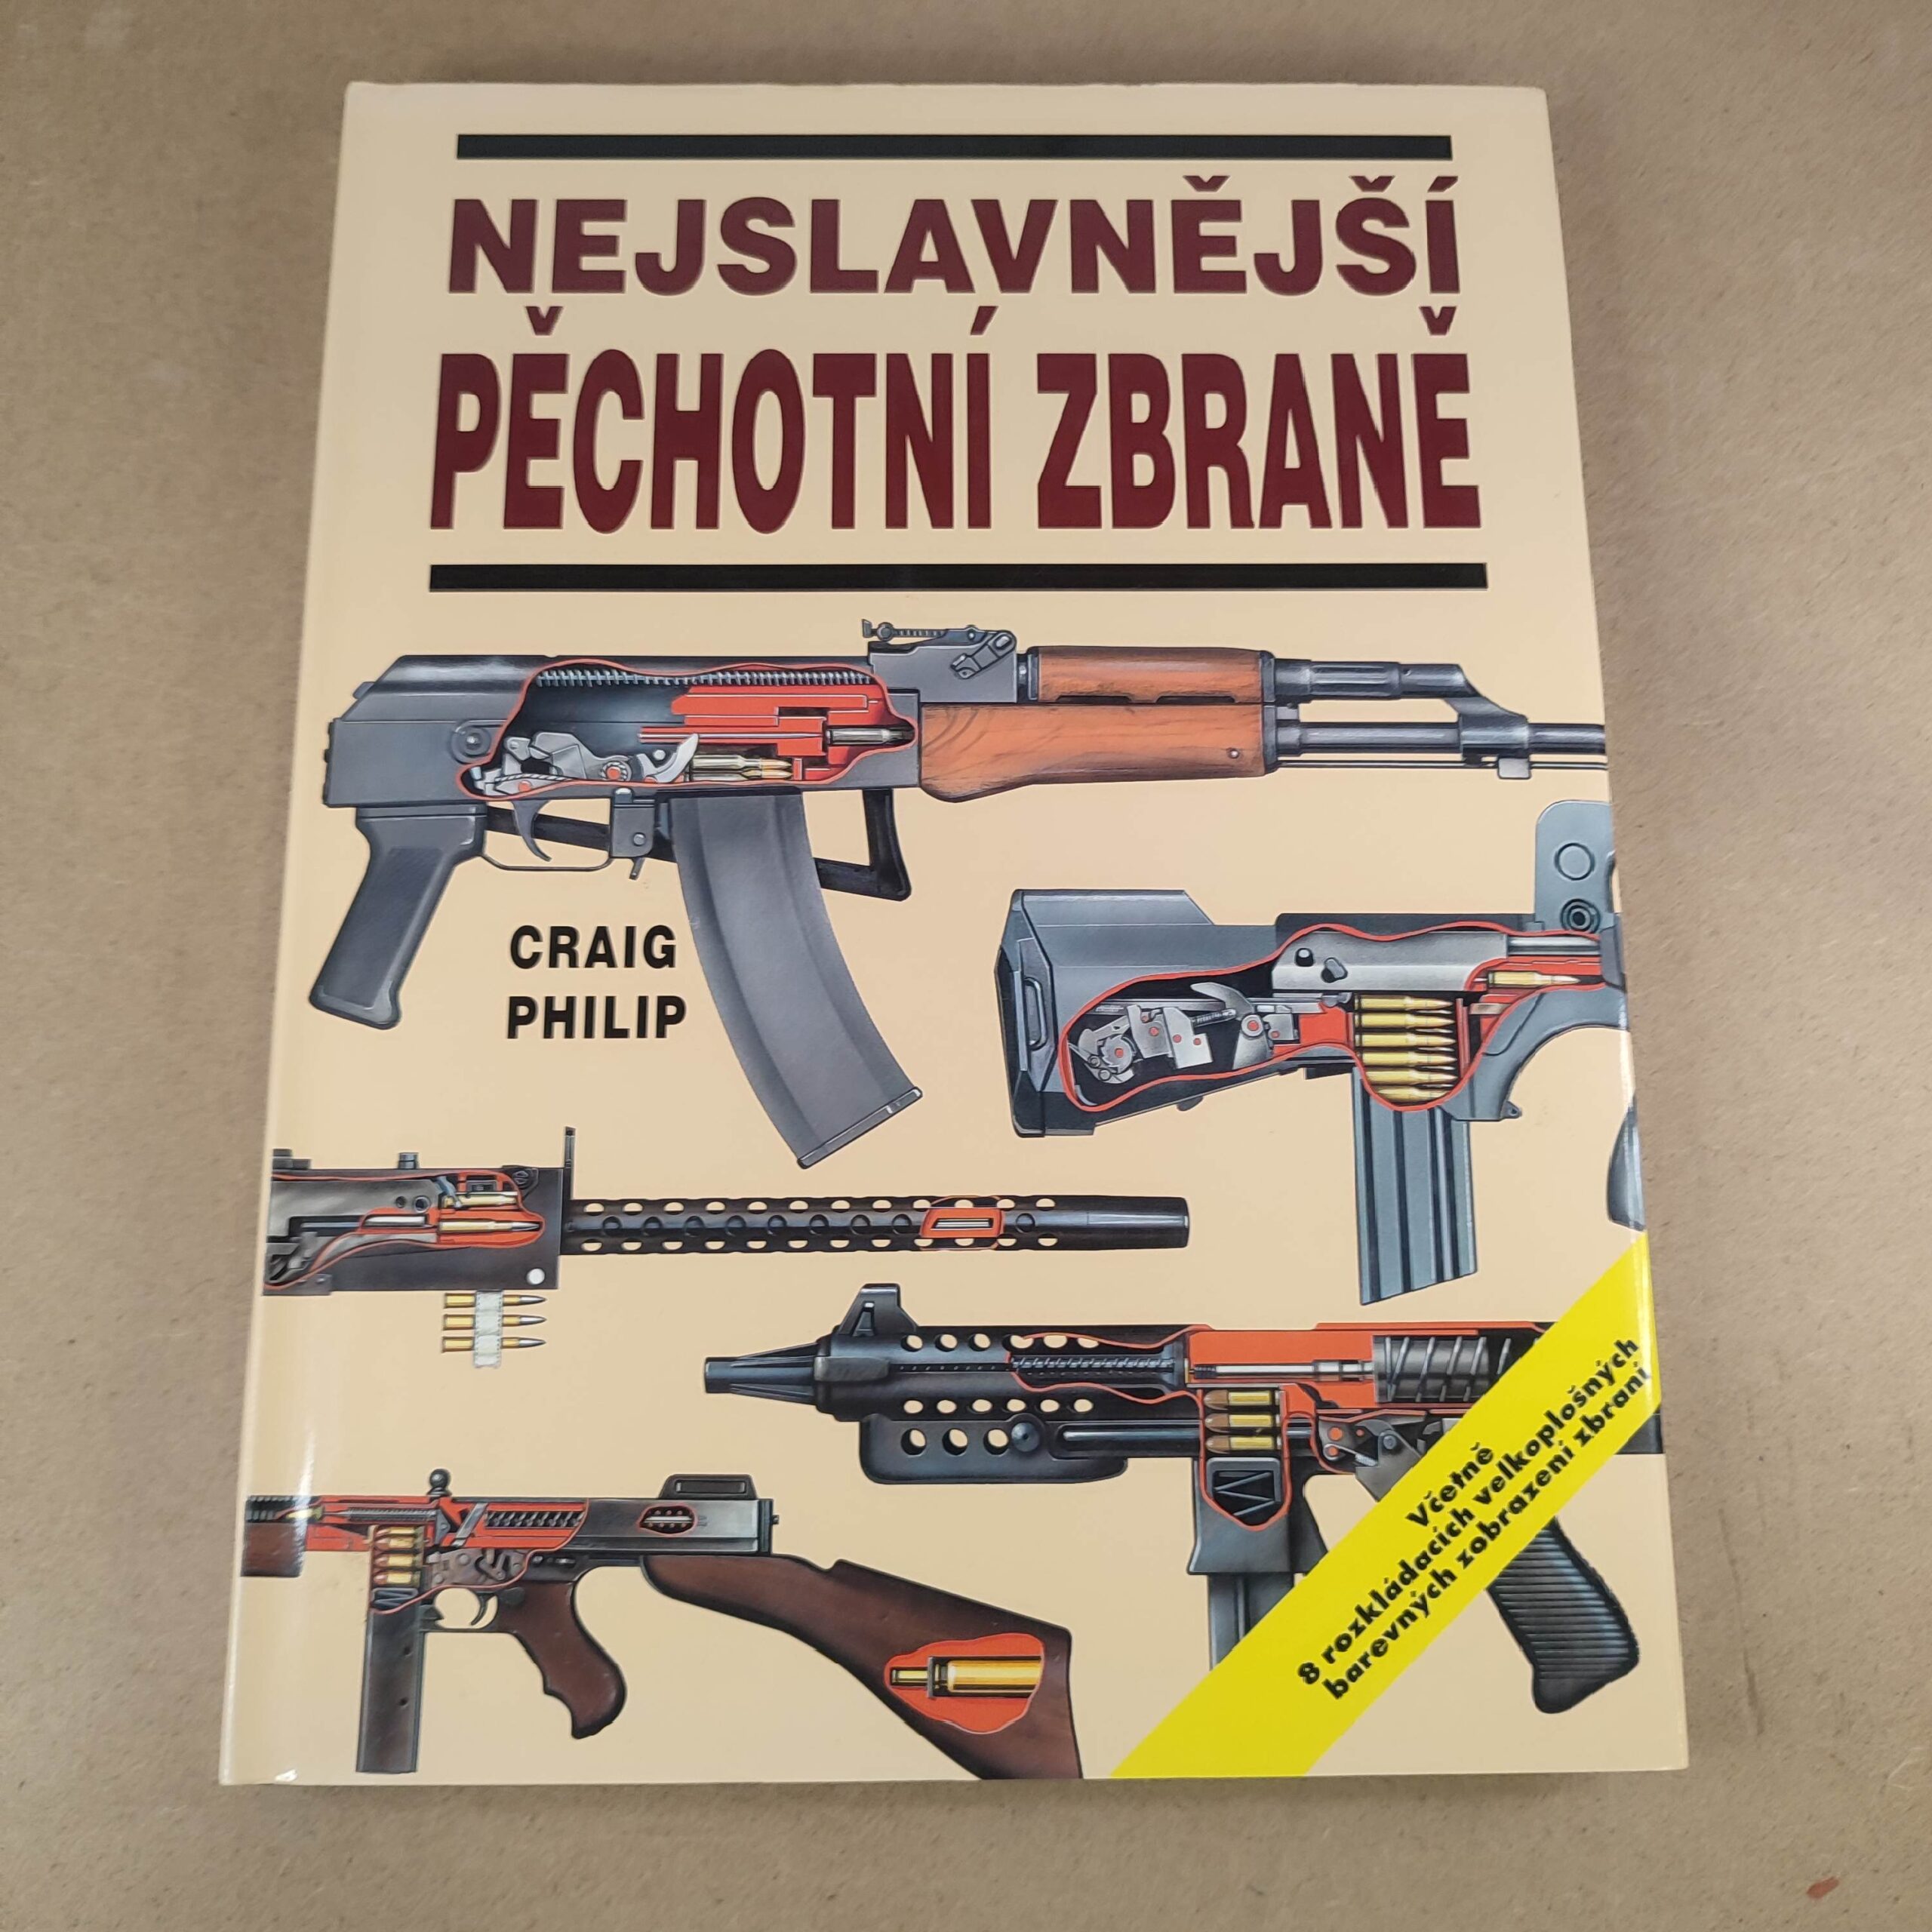 NEJSLAVNĚJŠÍ
PĚCHOTNÍ ZBRANĚ
CRAIG
PHILIP
Včetně
8 rozkládacích velkoplošných
barevných zobrazení zbraní